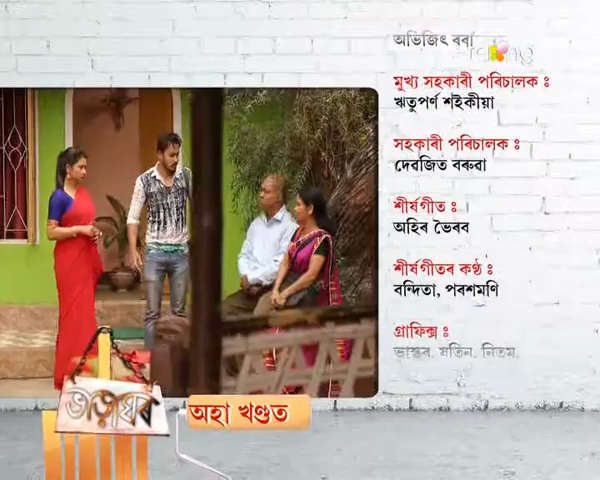 অভিজিৎ বৰা
মুখ্য সহকাৰী পৰিচালক :
ঋতুপৰ্ণ শইকীয়া
সহকাৰী পৰিচালক :
দেৱজিত বৰুৱা
শীৰ্ষগীত :
অহিৰ ভৈৰব
শীৰ্ষগীতৰ কণ্ঠ :
বন্দিতা, পৰশমণি
গ্ৰাফিক্স :
ভাস্কৰ, যতিন, নিতম,
ভাড়াঘৰ
অহা খণ্ডত